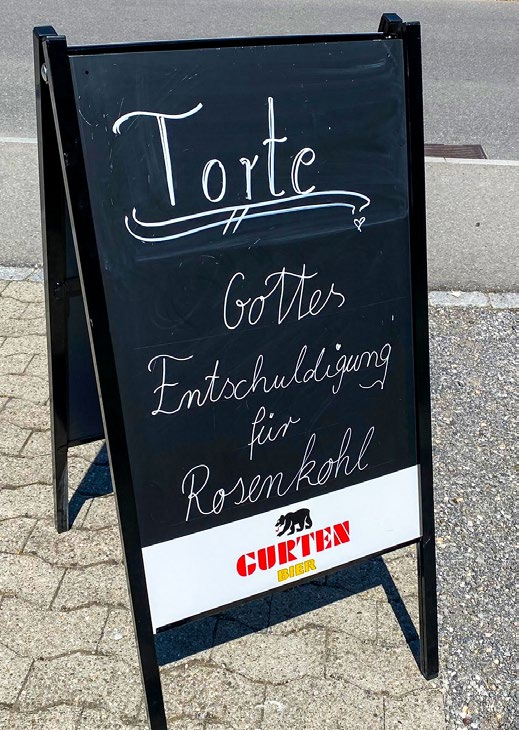 Torte
Gottes
Entschuldigung
für
Rosenkohl
GURTEN
BIER